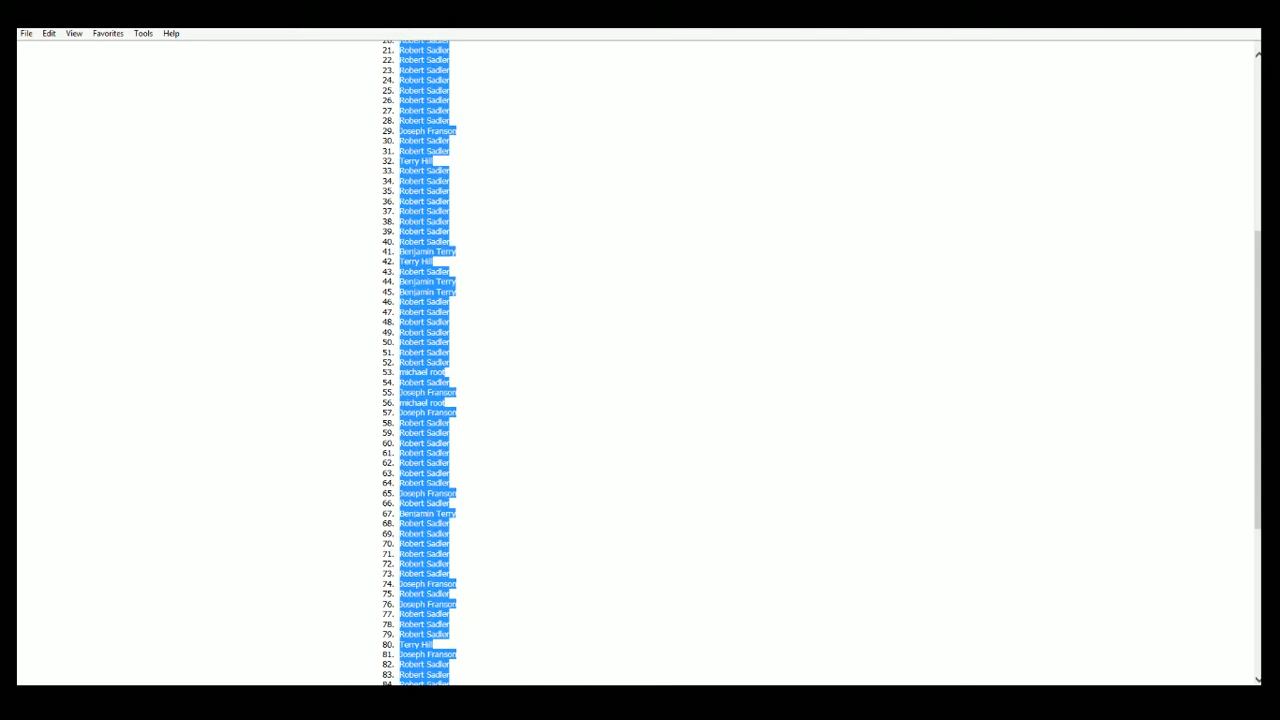 File Edit View Favorites Tools Help
20. Robert Sadler
21. Robert Sadler
22. Robert Sadler
23. Robert Sadler
24. Robert Sadler
25. Robert Sadler
26. Robert Sadler
27. Robert Sadler
28. Robert Sadler
29. Joseph Franson
30. Robert Sadler
31. Robert Sadler
32. Terry Hill
33. Robert Sadler
34. Robert Sadler
35. Robert Sadler
36. Robert Sadler
37. Robert Sadler
38. Robert Sadler
39. Robert Sadler
40. Robert Sadler
41. Benjamin Terry
42. Terry Hill
43. Robert Sadler
44. Benjamin Terry
45. Benjamin Terry
46. Robert Sadler
47. Robert Sadler
48. Robert Sadler
49. Robert Sadler
50. Robert Sadler
51. Robert Sadler
52. Robert Sadler
53. michael root
54. Robert Sadler
55. Joseph Franson
56. michael root
57. Joseph Franson
58. Robert Sadler
59. Robert Sadler
60. Robert Sadler
61. Robert Sadler
62. Robert Sadler
63. Robert Sadler
64. Robert Sadler
65. Joseph Franson
66. Robert Sadler
67. Benjamin Terry
68. Robert Sadler
69. Robert Sadler
70. Robert Sadler
71. Robert Sadler
72. Robert Sadler
73. Robert Sadler
74. Joseph Franson
75. Robert Sadler
76. Joseph Franson
77. Robert Sadler
78. Robert Sadler
79. Robert Sadler
80. Terry Hill
81. Joseph Franson
82. Robert Sadler
83. Robert Sadler
84. Robert Sadler